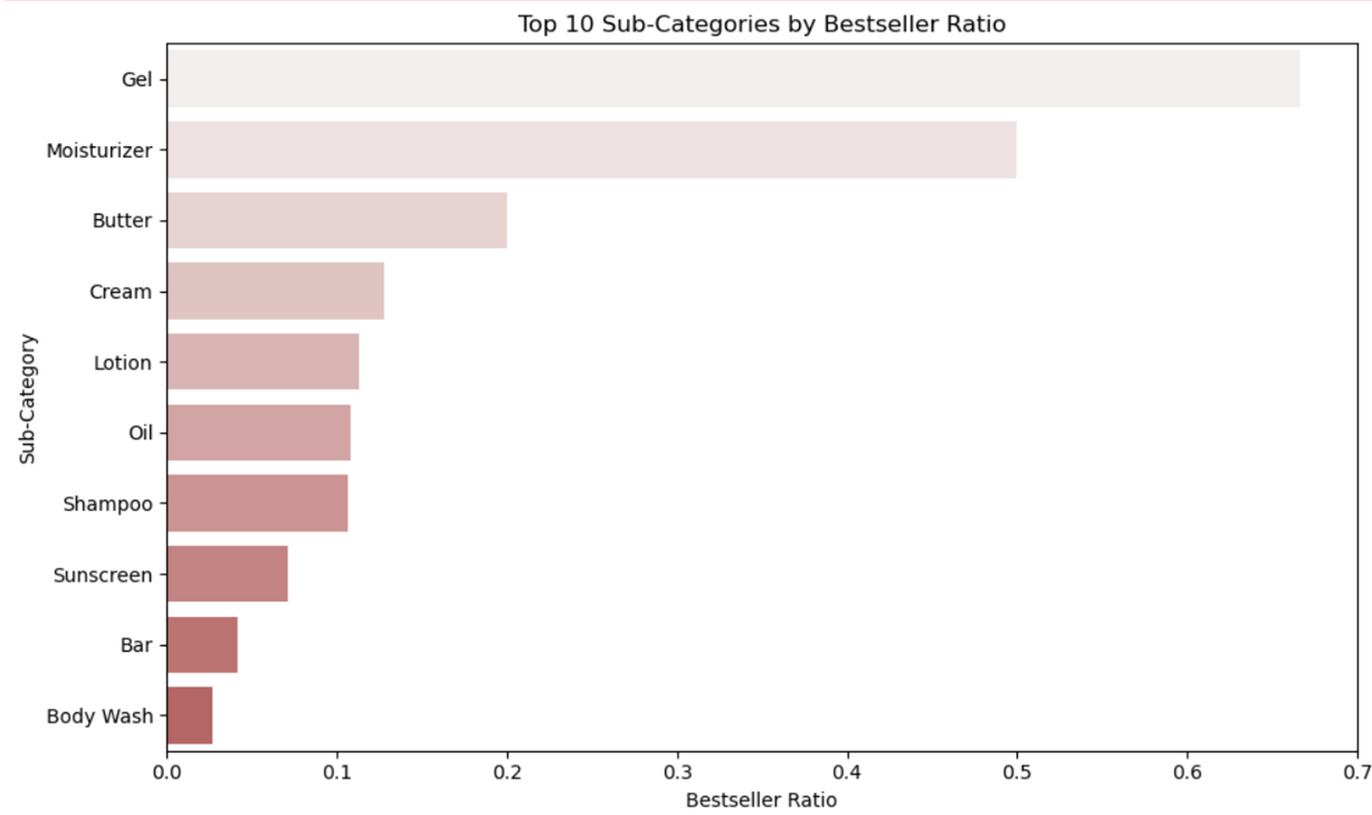 Top 10 Sub-Categories by Bestseller Ratio
Sub-Category
Gel
Moisturizer
Butter
Cream
Lotion
Oil
Shampoo
Sunscreen
Bar
Body Wash
0.0 0.1 0.2 0.3 0.4 0.5 0.6 0.7
Bestseller Ratio